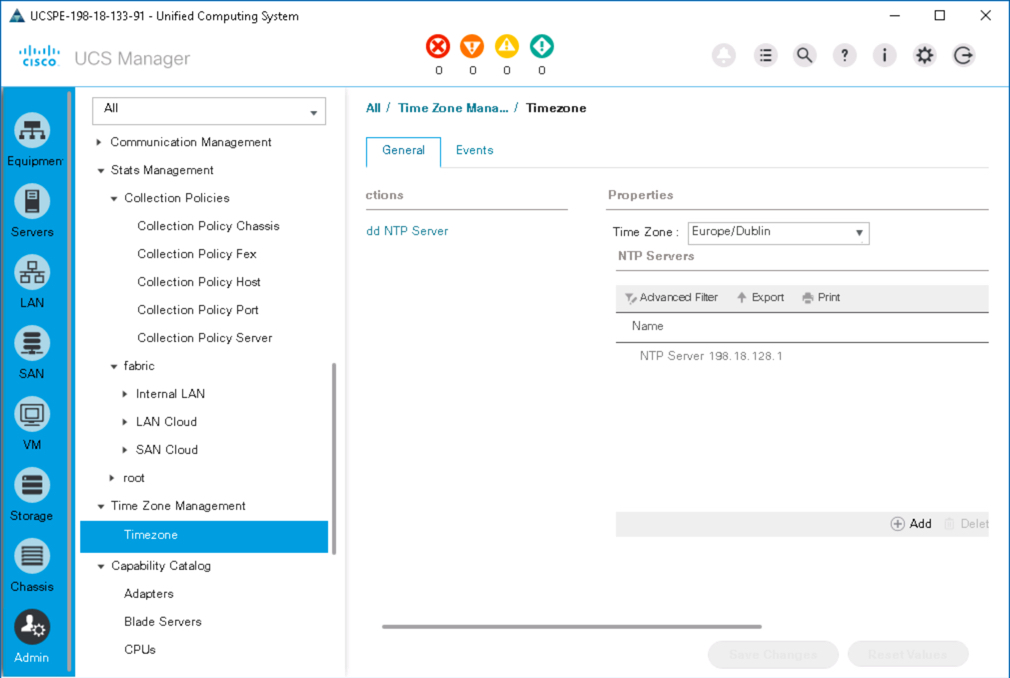 UCSPE-198-18-133-91 - Unified Computing System
CISCO. UCS Manager
0 0 0 0
?
i
Equipmen
Servers
LAN
SAN
VM
Storage
Chassis
Admin
All
Communication Management
Stats Management
Collection Policies
Collection Policy Chassis
Collection Policy Fex
Collection Policy Host
Collection Policy Port
Collection Policy Server
fabric
Internal LAN
LAN Cloud
SAN Cloud
root
Time Zone Management
Timezone
Capability Catalog
Adapters
Blade Servers
CPUs
All / Time Zone Mana... / Timezone
General Events
ctions
dd NTP Server
Properties
Time Zone : Europe/Dublin
NTP Servers
Advanced Filter Export Print
Name
NTP Server 198.18.128.1
Add Delet
Save Changes Reset Values